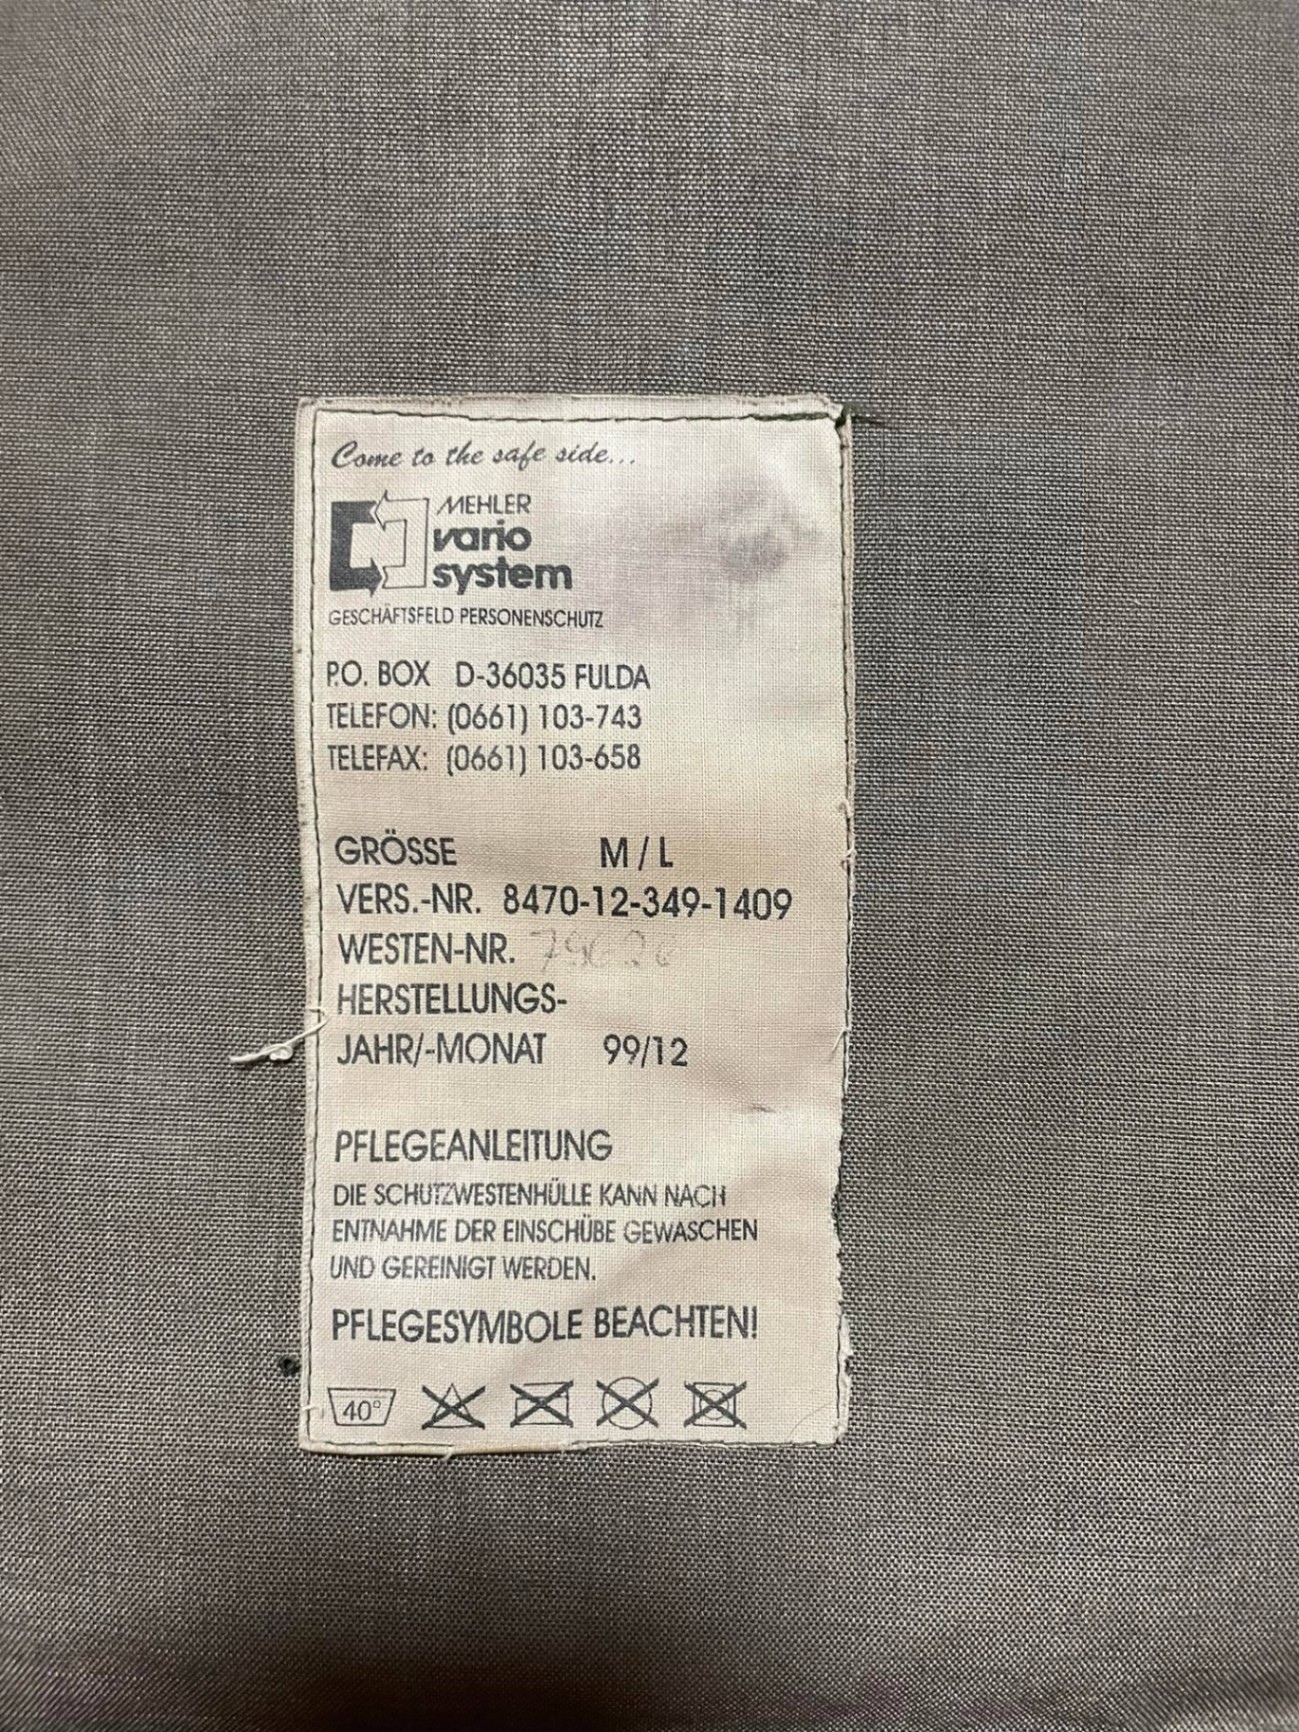 Come to the safe side...
MEHLER
vario
system
GESCHÄFTSFELD PERSONENSCHUTZ
P.O. BOX D-36035 FULDA
TELEFON: (0661) 103-743
TELEFAX: (0661) 103-658
GRÖSSE M / L
VERS.-NR. 8470-12-349-1409
WESTEN-NR.
HERSTELLUNGS-
JAHR/-MONAT 99/12
PFLEGEANLEITUNG
DIE SCHUTZWESTENHÜLLE KANN NACH
ENTNAHME DER EINSCHÜBE GEWASCHEN
UND GEREINIGT WERDEN.
PFLEGESYMBOLE BEACHTEN!
40°